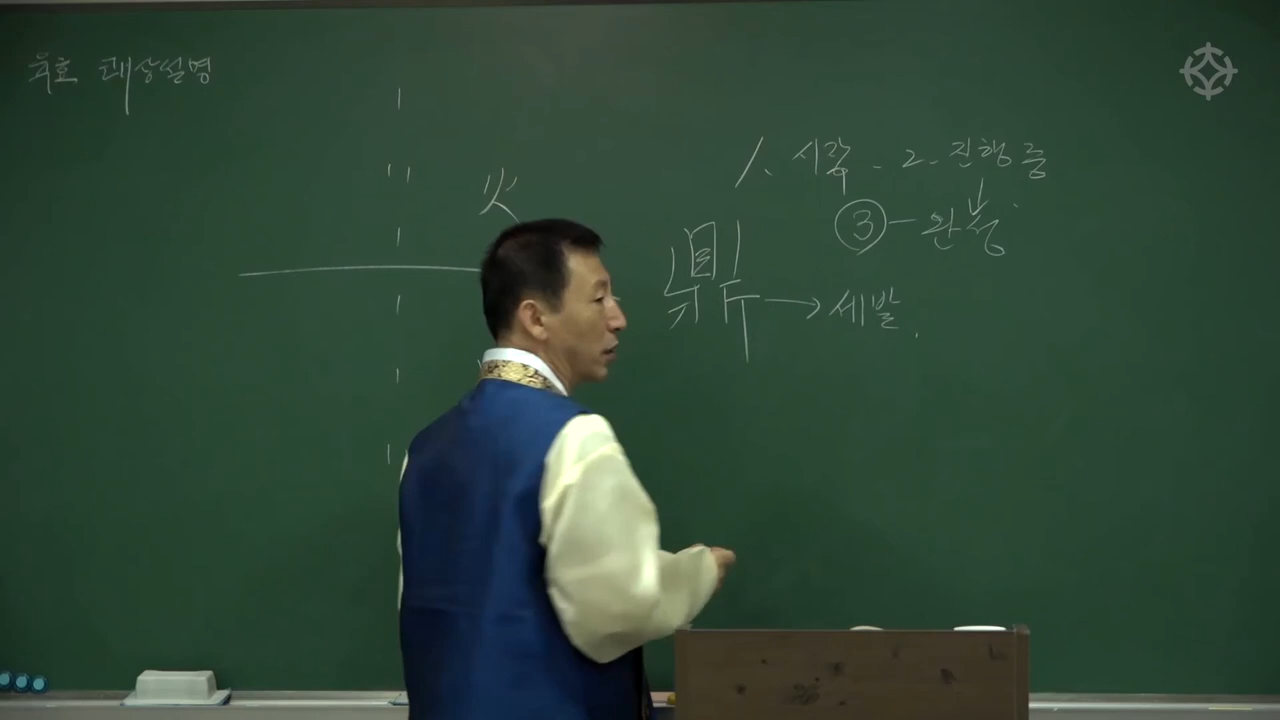 육효 괘상설명
火
1. 시작 - 2. 진행 중
③ - 완성
鼎 → 세발.